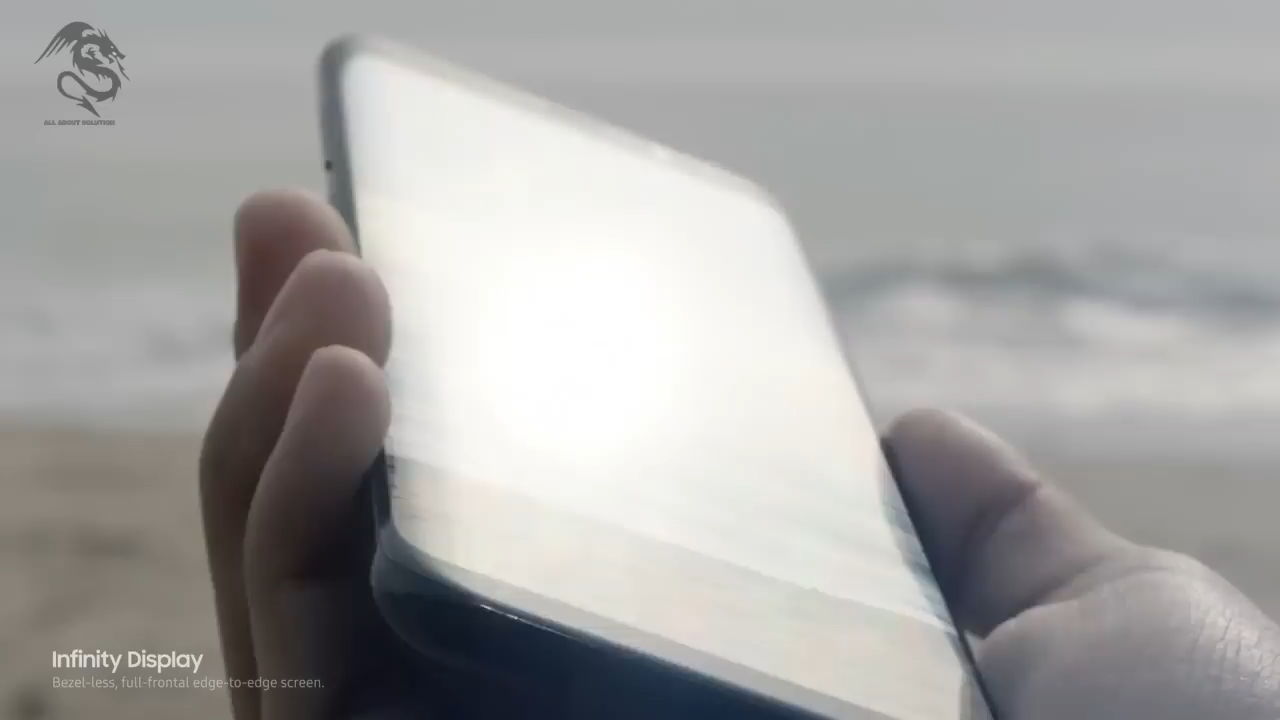 ALL ABOUT SOLUTION
Infinity Display
Bezel-less, full-frontal edge-to-edge screen.